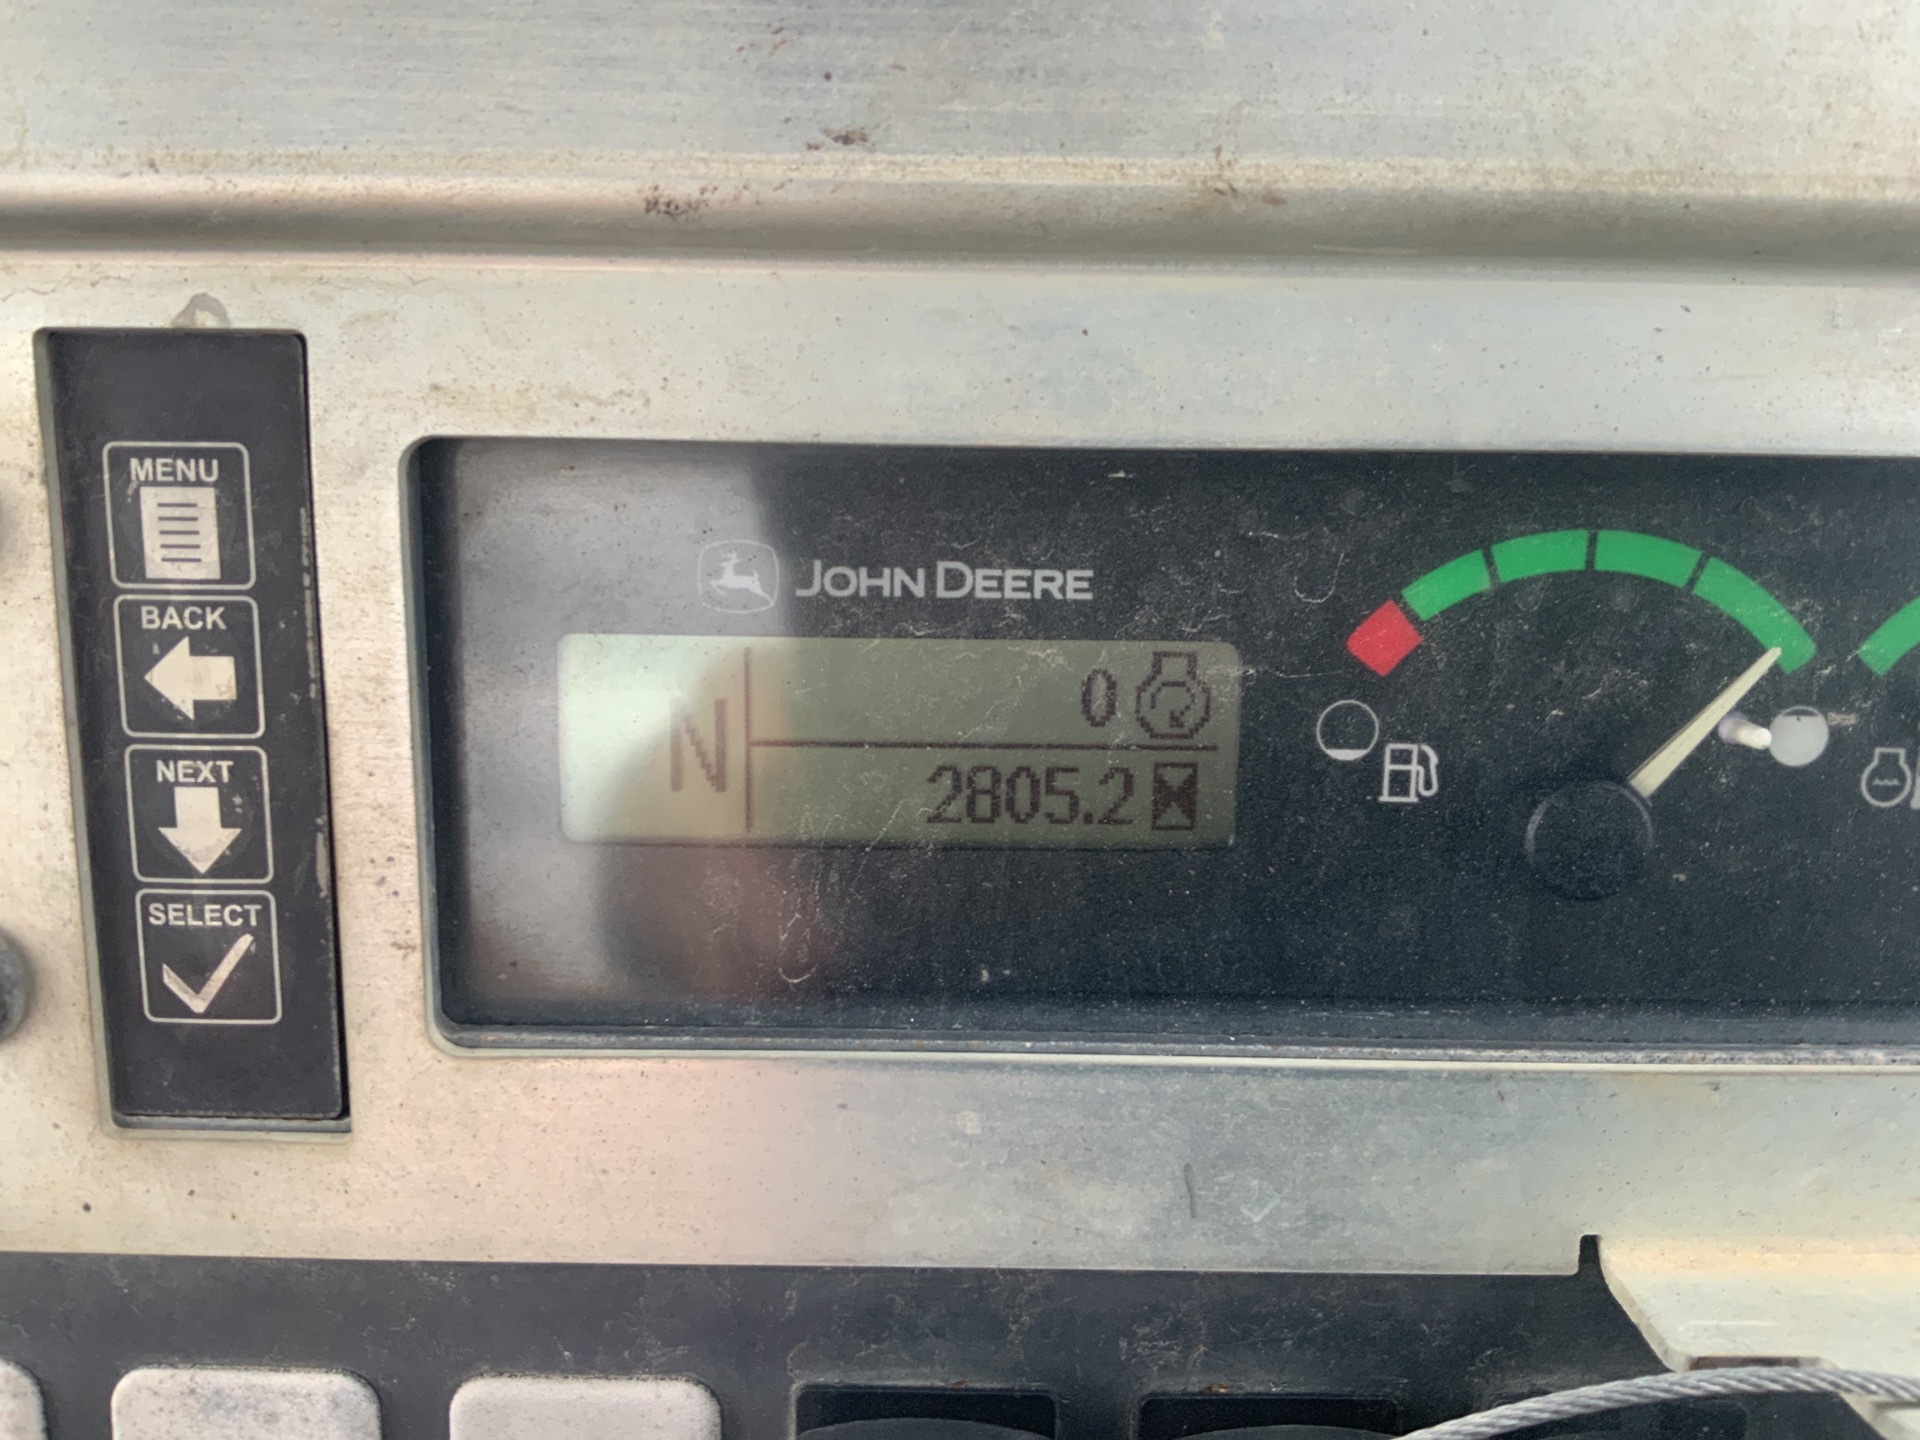 MENU
BACK
NEXT
SELECT
JOHN DEERE
N
0
2805.2